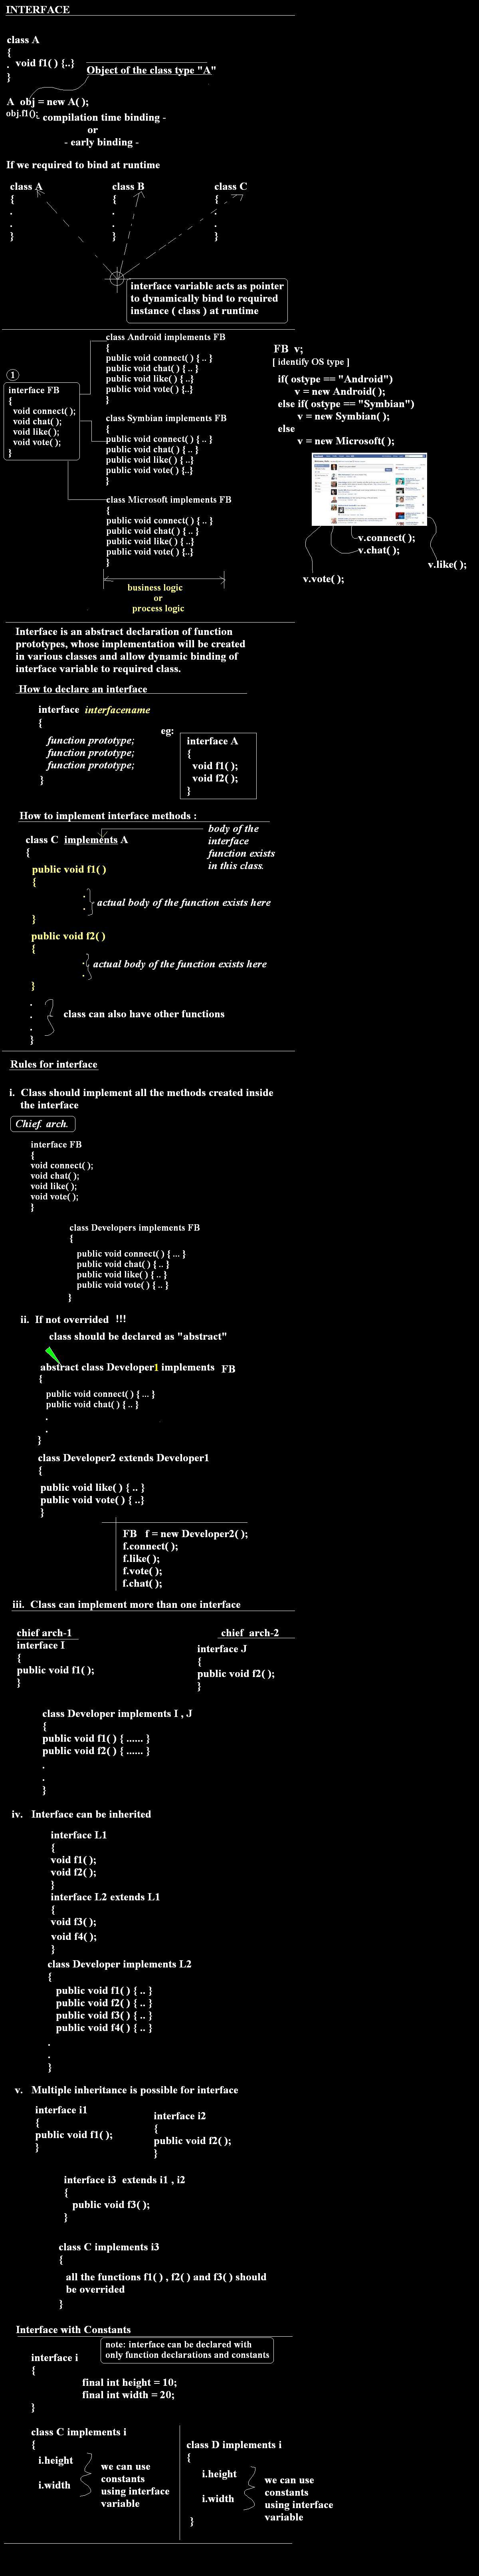 INTERFACE
class A
{
. void f1( ) {..}
}
Object of the class type "A"
A obj = new A( );
obj.f1();
- compilation time binding -
or
- early binding -
If we required to bind at runtime
class A class B class C
{ { {
. . .
. . .
} } }
interface variable acts as pointer
to dynamically bind to required
instance ( class ) at runtime
1
interface FB
{
void connect( );
void chat( );
void like( );
void vote( );
}
class Android implements FB
{
public void connect( ) { .. }
public void chat( ) { .. }
public void like( ) { ..}
public void vote( ) {..}
}
class Symbian implements FB
{
public void connect( ) { .. }
public void chat( ) { .. }
public void like( ) { ..}
public void vote( ) {..}
}
class Microsoft implements FB
{
public void connect( ) { .. }
public void chat( ) { .. }
public void like( ) { ..}
public void vote( ) {..}
}
business logic
or
process logic
FB v;
[ identify OS type ]
if( ostype == "Android")
v = new Android( );
else if( ostype == "Symbian")
v = new Symbian( );
else
v = new Microsoft( );
v.connect( );
v.chat( );
v.like( );
v.vote( );
Interface is an abstract declaration of function
prototypes, whose implementation will be created
in various classes and allow dynamic binding of
interface variable to required class.
How to declare an interface
interface interfacename
{
function prototype;
function prototype;
function prototype;
}
eg:
interface A
{
void f1( );
void f2( );
}
How to implement interface methods :
class C implements A
{
body of the
interface
function exists
in this class.
public void f1( )
{
.
. actual body of the function exists here
}
public void f2( )
{
. actual body of the function exists here
.
}
.
. class can also have other functions
.
}
Rules for interface
i. Class should implement all the methods created inside
the interface
Chief. arch.
interface FB
{
void connect( );
void chat( );
void like( );
void vote( );
}
class Developers implements FB
{
public void connect( ) { ... }
public void chat( ) { .. }
public void like( ) { .. }
public void vote( ) { .. }
}
ii. If not overrided !!!
class should be declared as "abstract"
abstract class Developer1 implements FB
{
public void connect( ) { ... }
public void chat( ) { .. }
.
.
}
class Developer2 extends Developer1
{
public void like( ) { .. }
public void vote( ) { ..}
}
FB f = new Developer2( );
f.connect( );
f.like( );
f.vote( );
f.chat( );
iii. Class can implement more than one interface
chief arch-1
interface I
{
public void f1( );
}
chief arch-2
interface J
{
public void f2( );
}
class Developer implements I , J
{
public void f1( ) { ...... }
public void f2( ) { ...... }
.
.
}
iv. Interface can be inherited
interface L1
{
void f1( );
void f2( );
}
interface L2 extends L1
{
void f3( );
void f4( );
}
class Developer implements L2
{
public void f1( ) { .. }
public void f2( ) { .. }
public void f3( ) { .. }
public void f4( ) { .. }
.
.
}
v. Multiple inheritance is possible for interface
interface i1
{
public void f1( );
}
interface i2
{
public void f2( );
}
interface i3 extends i1 , i2
{
public void f3( );
}
class C implements i3
{
all the functions f1( ) , f2( ) and f3( ) should
be overrided
}
Interface with Constants
note: interface can be declared with
only function declarations and constants
interface i
{
final int height = 10;
final int width = 20;
}
class C implements i
{
i.height
i.width
we can use
constants
using interface
variable
class D implements i
{
i.height
i.width
we can use
constants
using interface
variable
}